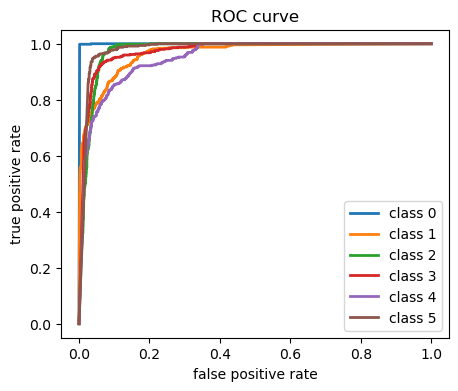 ROC curve
true positive rate
1.0
0.8
0.6
0.4
0.2
0.0
class 0
class 1
class 2
class 3
class 4
class 5
0.0 0.2 0.4 0.6 0.8 1.0
false positive rate